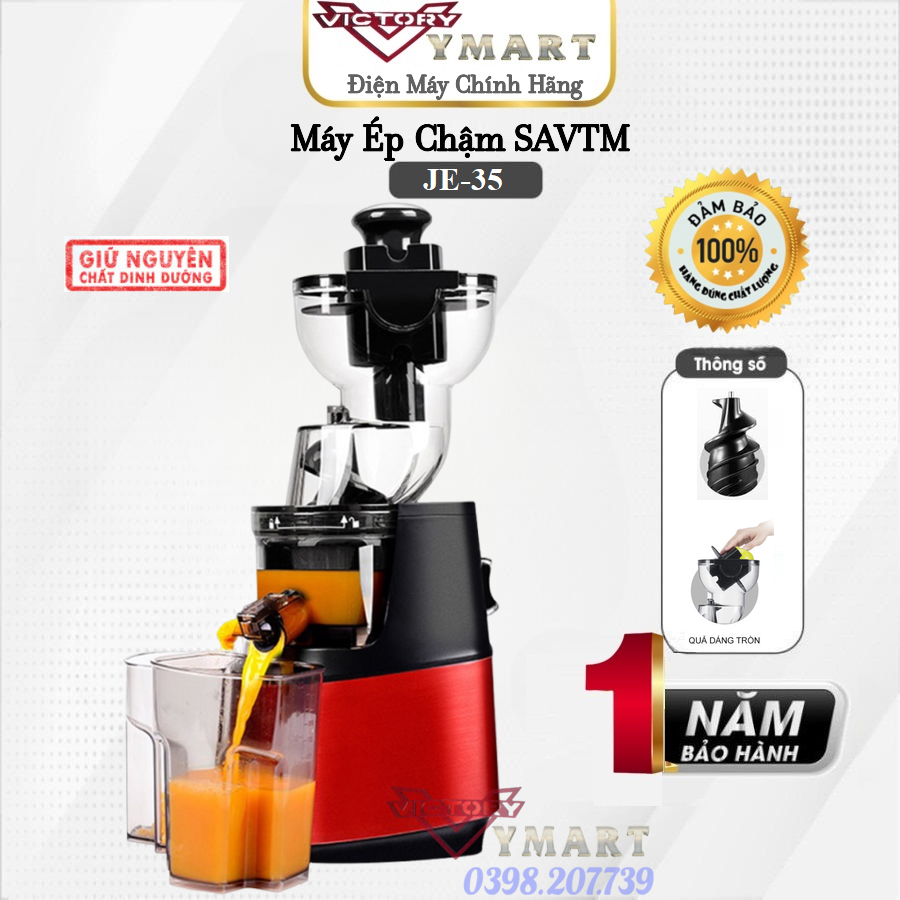 VICTORY
YMART
Điện Máy Chính Hãng
Máy Ép Chậm SAVTM
JE-35
GIỮ NGUYÊN
CHẤT DINH DƯỠNG
ĐẢM BẢO
100%
HÀNG ĐÚNG CHẤT LƯỢNG
Thông số
QUẢ DÁNG TRÒN
1 NĂM
BẢO HÀNH
VICTORY
YMART
0398.207.739